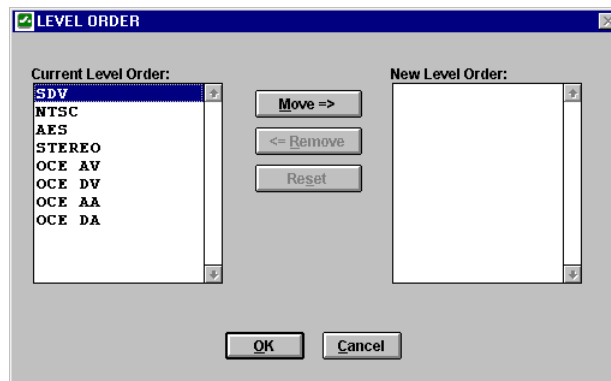 LEVEL ORDER
Current Level Order:
SDV
NTSC
AES
STEREO
OCE AV
OCE DV
OCE AA
OCE DA
Move =>
<= Remove
Reset
New Level Order:
OK
Cancel